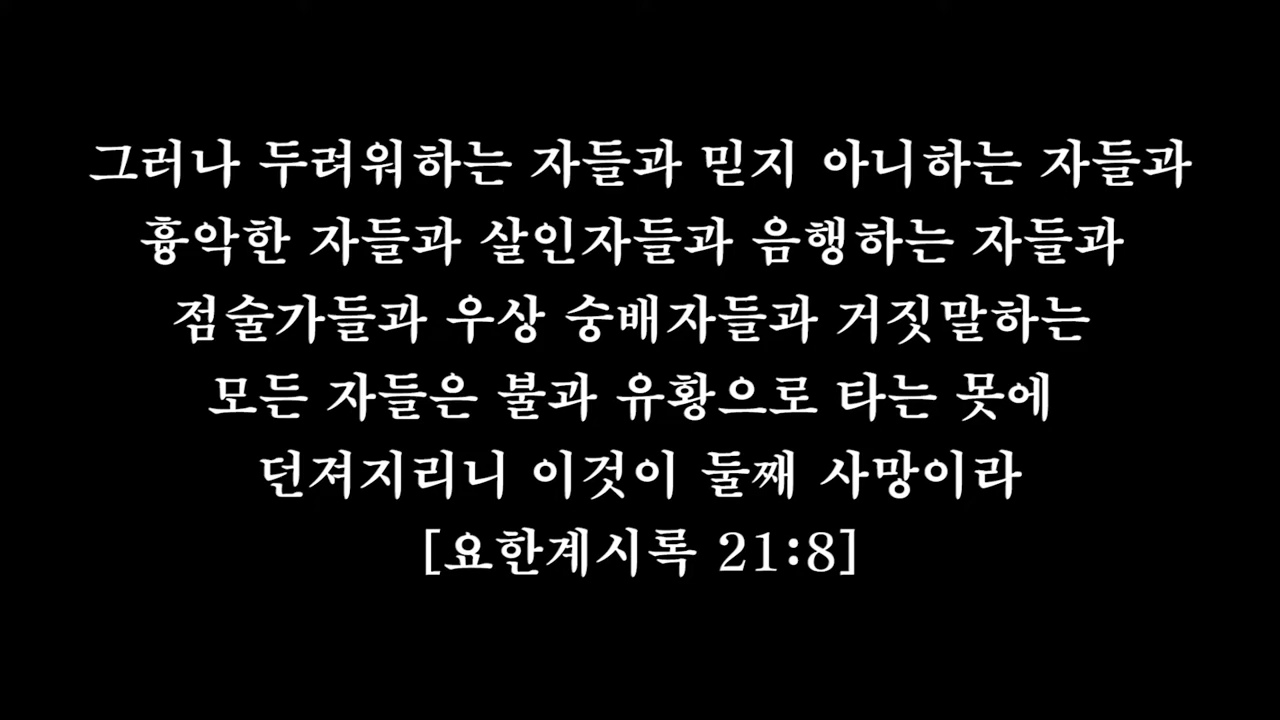 그러나 두려워하는 자들과 믿지 아니하는 자들과
흉악한 자들과 살인자들과 음행하는 자들과
점술가들과 우상 숭배자들과 거짓말하는
모든 자들은 불과 유황으로 타는 못에
던져지리니 이것이 둘째 사망이라
[요한계시록 21:8]